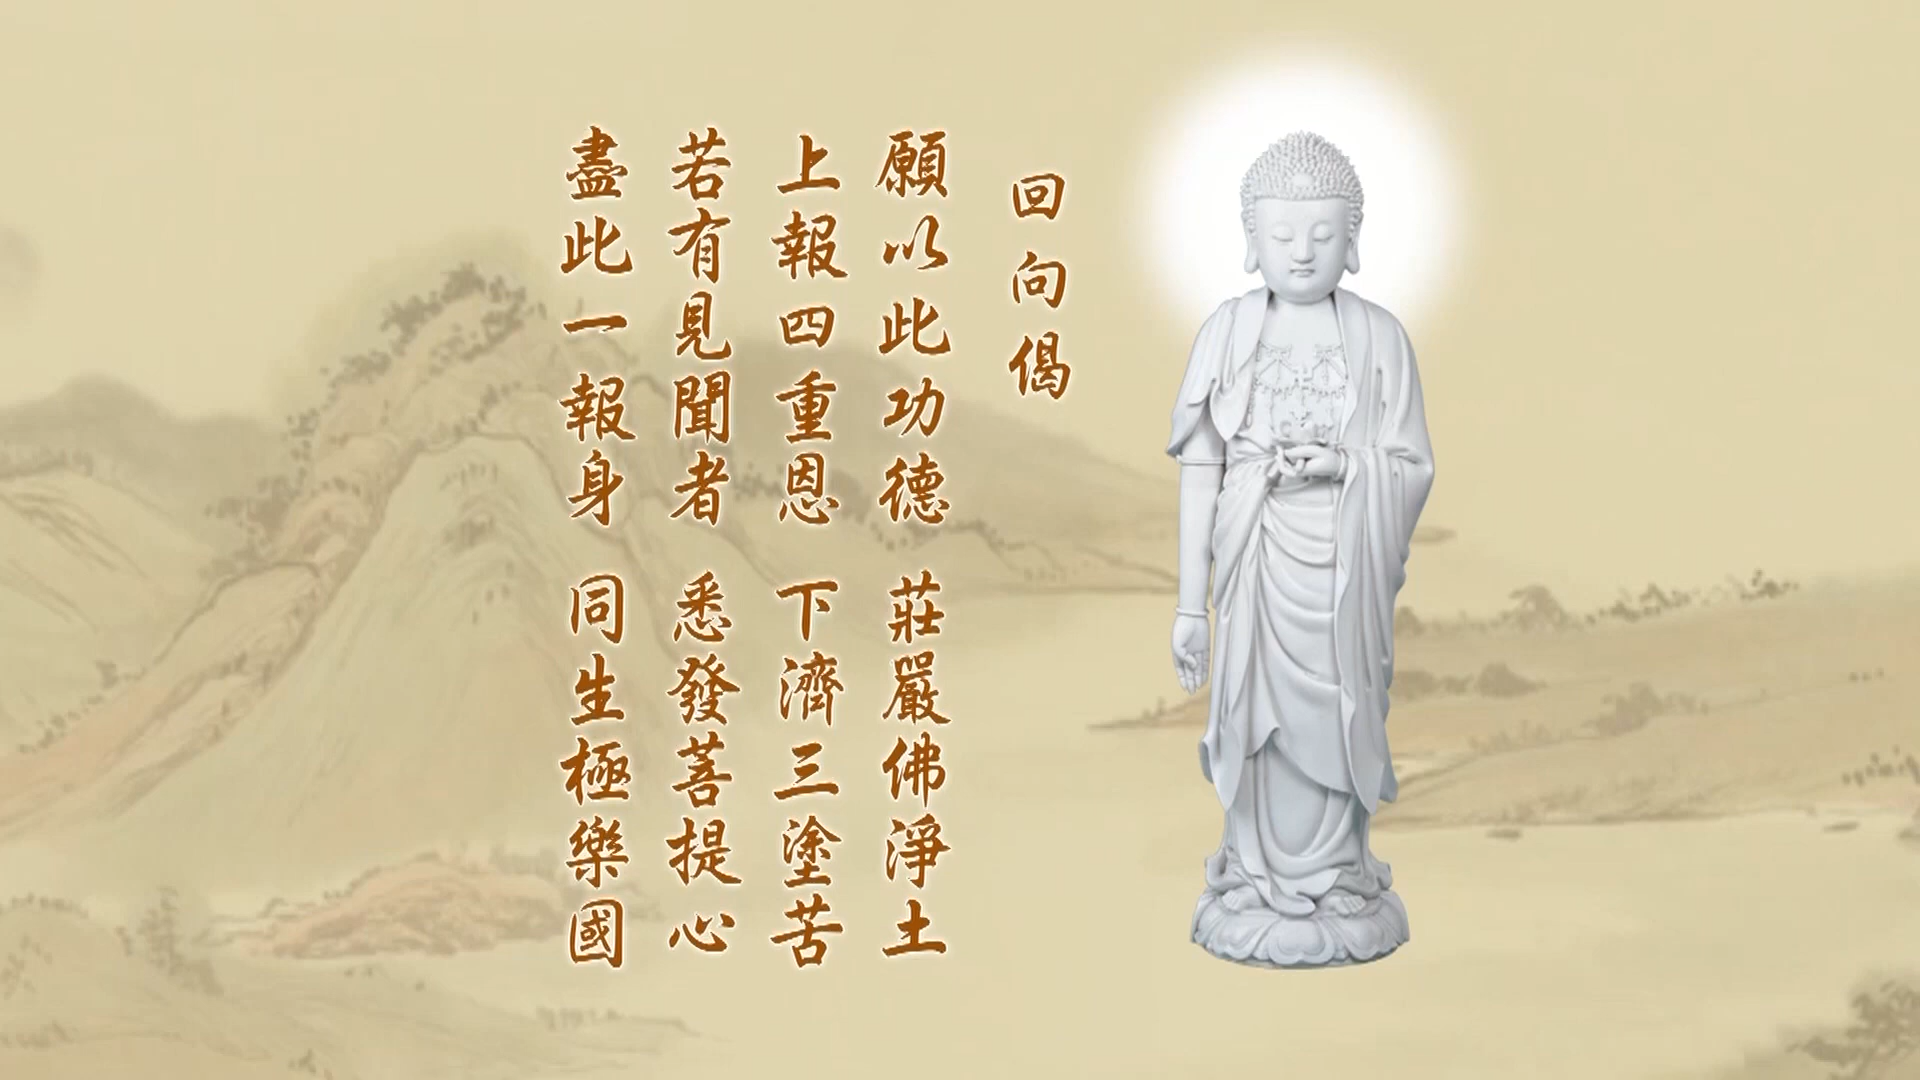 回向偈
願以此功德 莊嚴佛淨土
上報四重恩 下濟三塗苦
若有見聞者 悉發菩提心
盡此一報身 同生極樂國